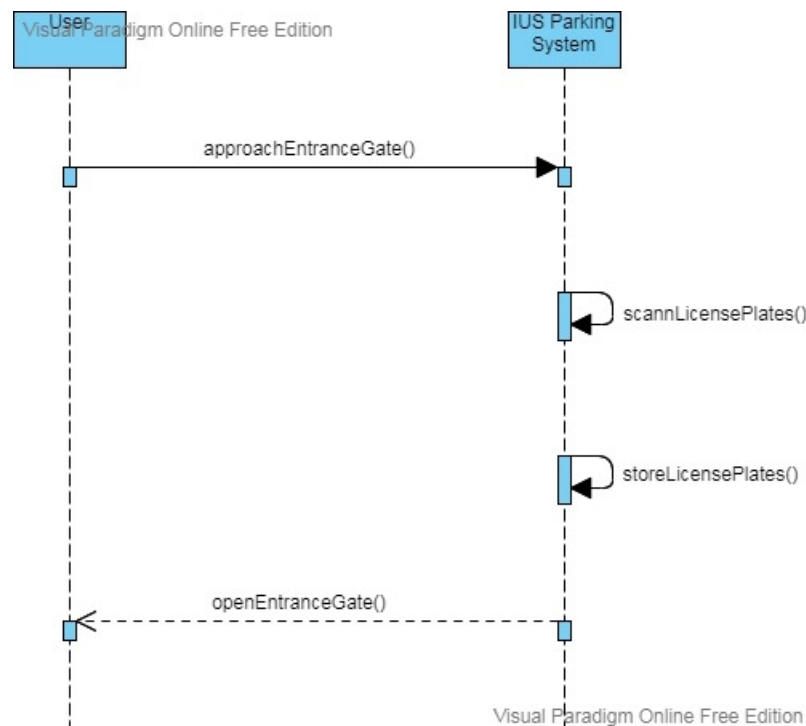 User
Visual Paradigm Online Free Edition
IUS Parking
System
approachEntranceGate()
scannLicensePlates()
storeLicensePlates()
openEntranceGate()
Visual Paradigm Online Free Edition